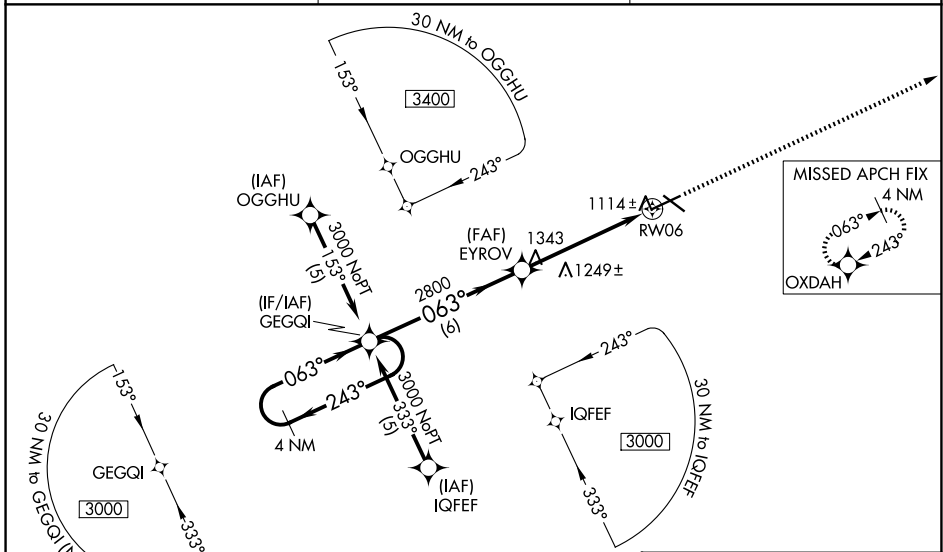 30 NM to OGGHU
153°
3400
OGGHU
243°
(IAF)
OGGHU
3000 NoPT
153°
(5)
MISSED APCH FIX
4 NM
063°
243°
OXDAH
1114±
RW06
(FAF)
EYROV
1343
1249±
2800
063°
(6)
(IF/IAF)
GEGQI
063°
243°
4 NM
3000 NoPT
333°
(5)
(IAF)
IQFEF
243°
IQFEF
3000
30 NM to IQFEF
333°
153°
GEGQI
3000
30 NM to GEGQI
333°